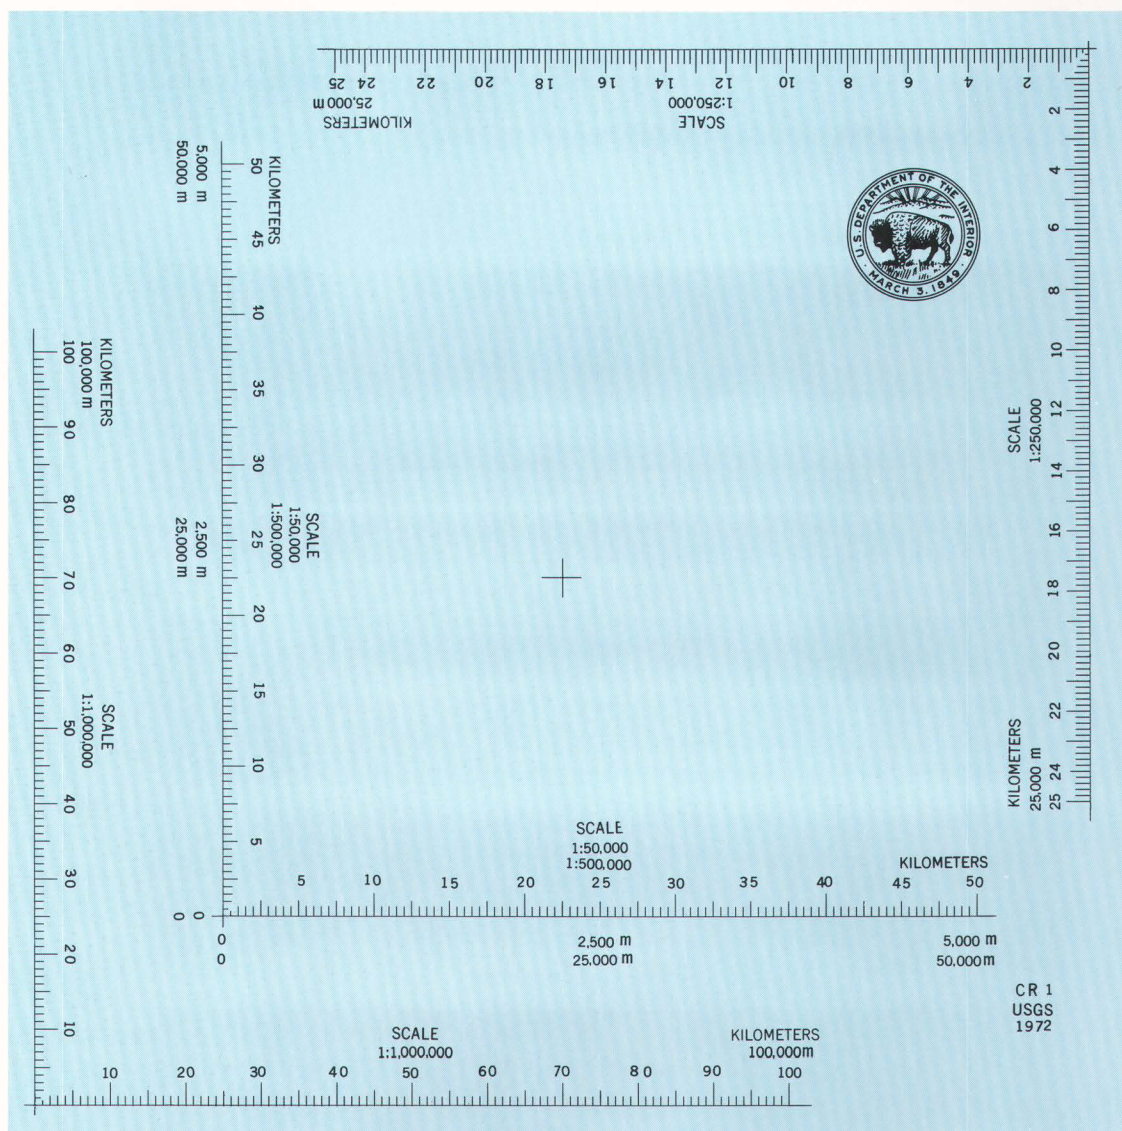 25 24 22 20 18 16 14 12 10 8 6 4 2
25,000 m
KILOMETERS
1:250,000
SCALE
2
4
6
8
10
12
14
16
18
20
22
24
25
SCALE
1:250,000
KILOMETERS
25,000 m
U.S. DEPARTMENT OF THE INTERIOR
MARCH 3, 1849
KILOMETERS
50
45
40
35
30
25
20
15
10
5
5,000 m
50,000 m
2,500 m
25,000 m
0
0
SCALE
1:50,000
1:500,000
KILOMETERS
100,000 m
100
90
80
70
60
50
40
30
20
10
SCALE
1:1,000,000
SCALE
1:50,000
1:500,000
KILOMETERS
5 10 15 20 25 30 35 40 45 50
0 2,500 m 5,000 m
0 25,000 m 50,000 m
CR 1
USGS
1972
SCALE
1:1,000,000
KILOMETERS
100,000m
10 20 30 40 50 60 70 80 90 100